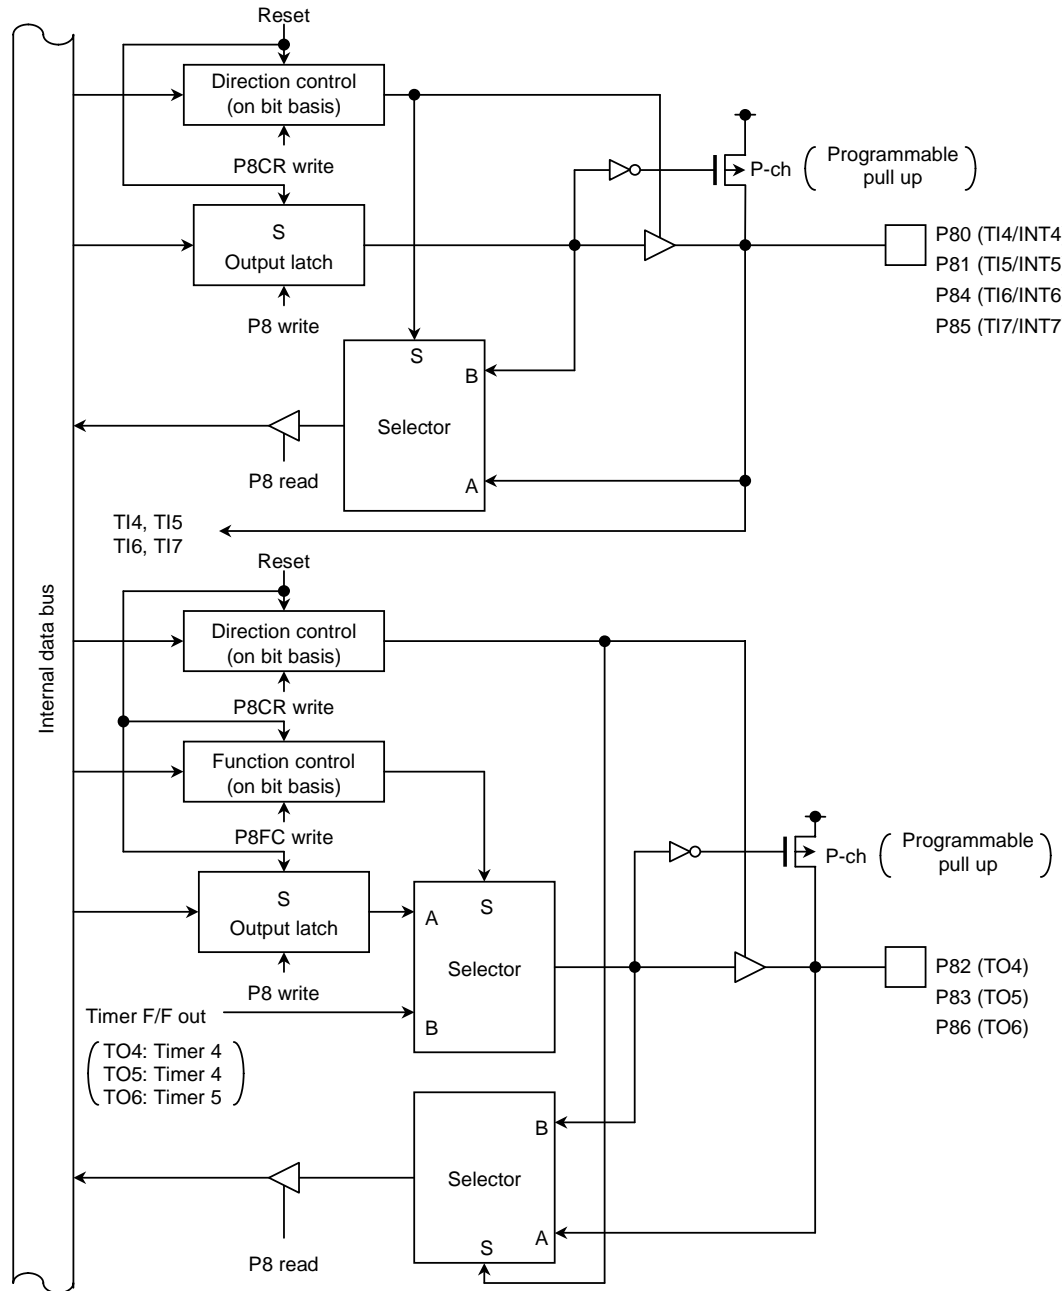 Reset
Direction control
(on bit basis)
P8CR write
P-ch
Programmable
pull up
S
Output latch
P8 write
P80 (TI4/INT4
P81 (TI5/INT5
P84 (TI6/INT6
P85 (TI7/INT7
S
B
Selector
A
P8 read
TI4, TI5
TI6, TI7
Internal data bus
Reset
Direction control
(on bit basis)
P8CR write
Function control
(on bit basis)
P8FC write
P-ch
Programmable
pull up
S
Output latch
P8 write
A
S
Selector
B
Timer F/F out
TO4: Timer 4
TO5: Timer 4
TO6: Timer 5
P82 (TO4)
P83 (TO5)
P86 (TO6)
B
Selector
A
S
P8 read